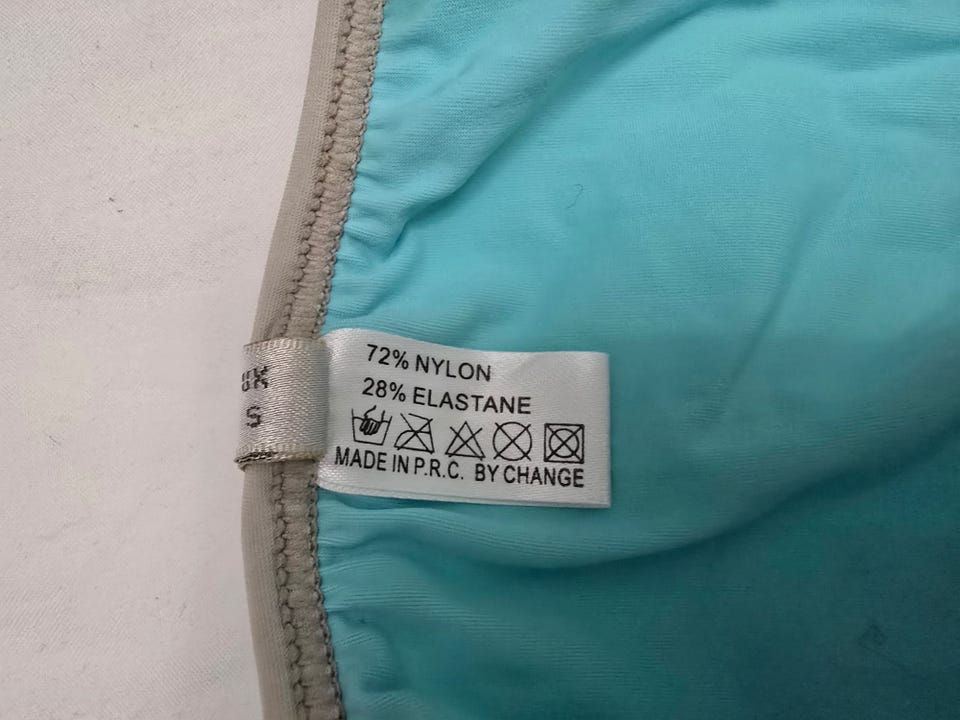 72% NYLON
28% ELASTANE
MADE IN P.R.C. BY CHANGE
S